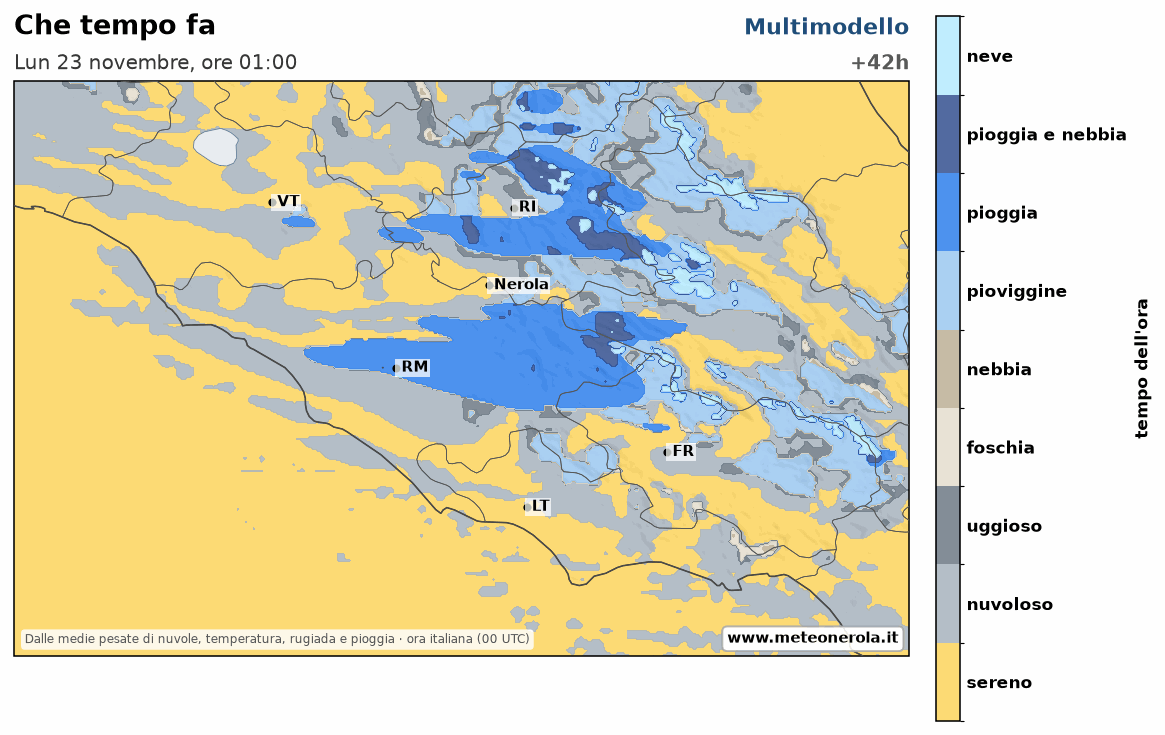 Che tempo fa
Multimodello
Lun 23 novembre, ore 01:00
+42h
VT
RI
Nerola
RM
FR
LT
Dalle medie pesate di nuvole, temperatura, rugiada e pioggia · ora italiana (00 UTC)
www.meteonerola.it
neve
pioggia e nebbia
pioggia
pioviggine
nebbia
foschia
uggioso
nuvoloso
sereno
tempo dell'ora